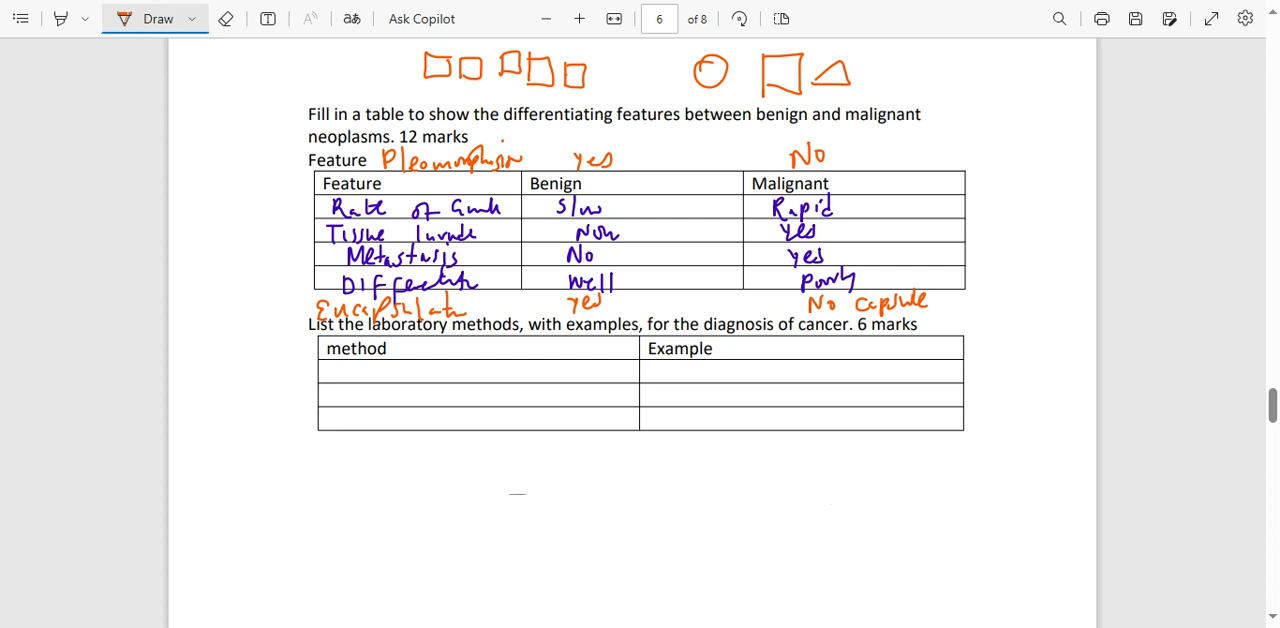 Draw Ask Copilot 6 of 8
Fill in a table to show the differentiating features between benign and malignant
neoplasms. 12 marks
Feature Pleomorphism Yes No
Feature Benign Malignant
Rate of Slow Rapid
Tissue Invade Non Yes
Metastasis No Yes
Well Poorly
Yes No Capsule
List the laboratory methods, with examples, for the diagnosis of cancer. 6 marks
method Example